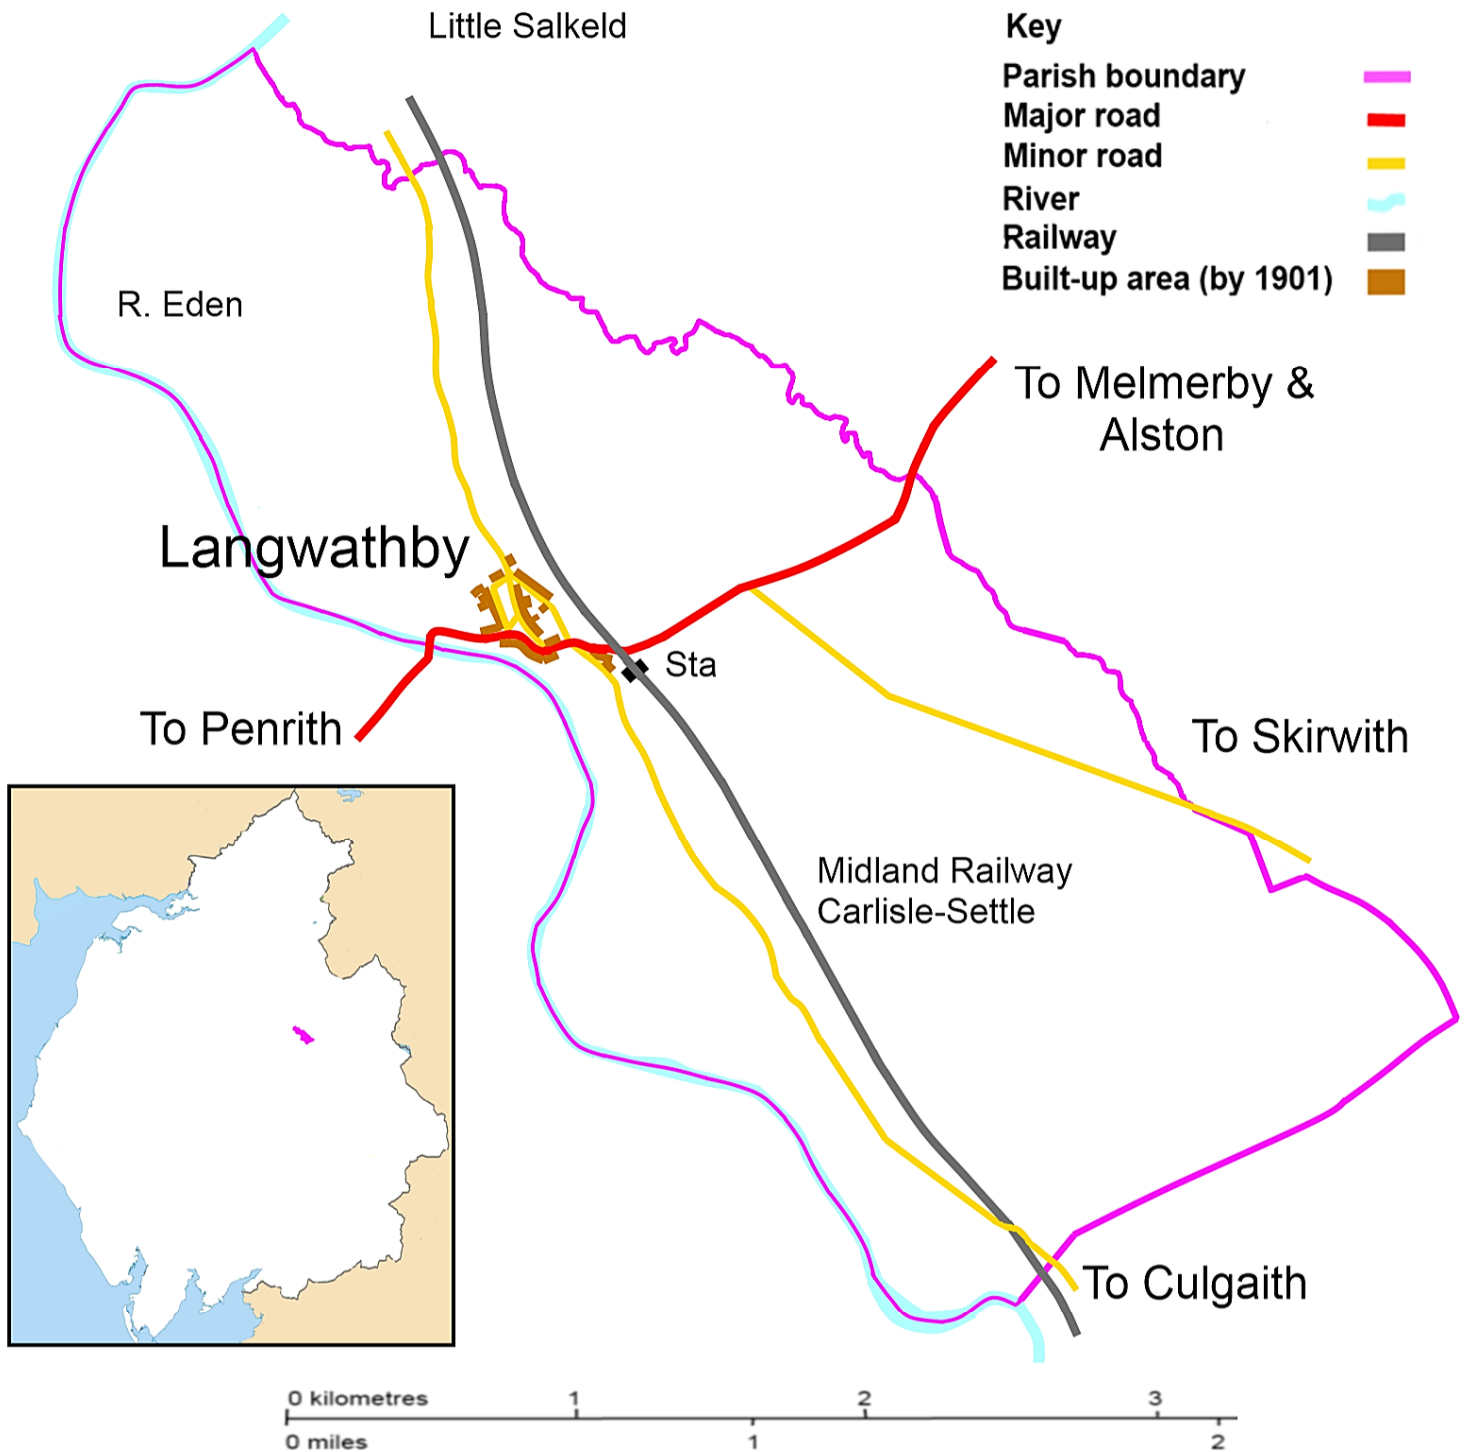 Little Salkeld
Key
Parish boundary
Major road
Minor road
River
Railway
Built-up area (by 1901)
R. Eden
To Melmerby &
Alston
Langwathby
Sta
To Penrith
To Skirwith
Midland Railway
Carlisle-Settle
To Culgaith
0 kilometres 1 2 3
0 miles 1 2